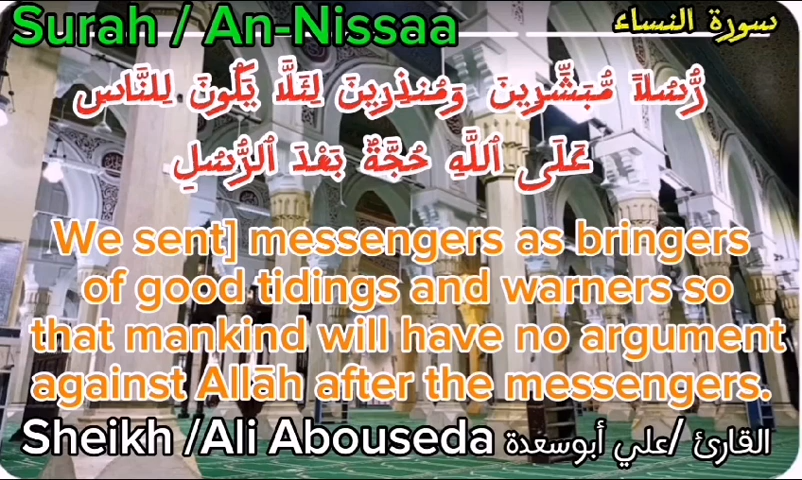 Surah / An-Nissaa
سورة النساء
رُّسُلاً مُّبَشِّرِينَ وَمُنذِرِينَ لِئَلَّا يَكُونَ لِلنَّاسِ
عَلَى ٱللَّهِ حُجَّةٌ بَعْدَ ٱلرُّسُلِ
We sent] messengers as bringers
of good tidings and warners so
that mankind will have no argument
against Allāh after the messengers.
Sheikh /Ali Abouseda القارئ /علي أبوسعدة